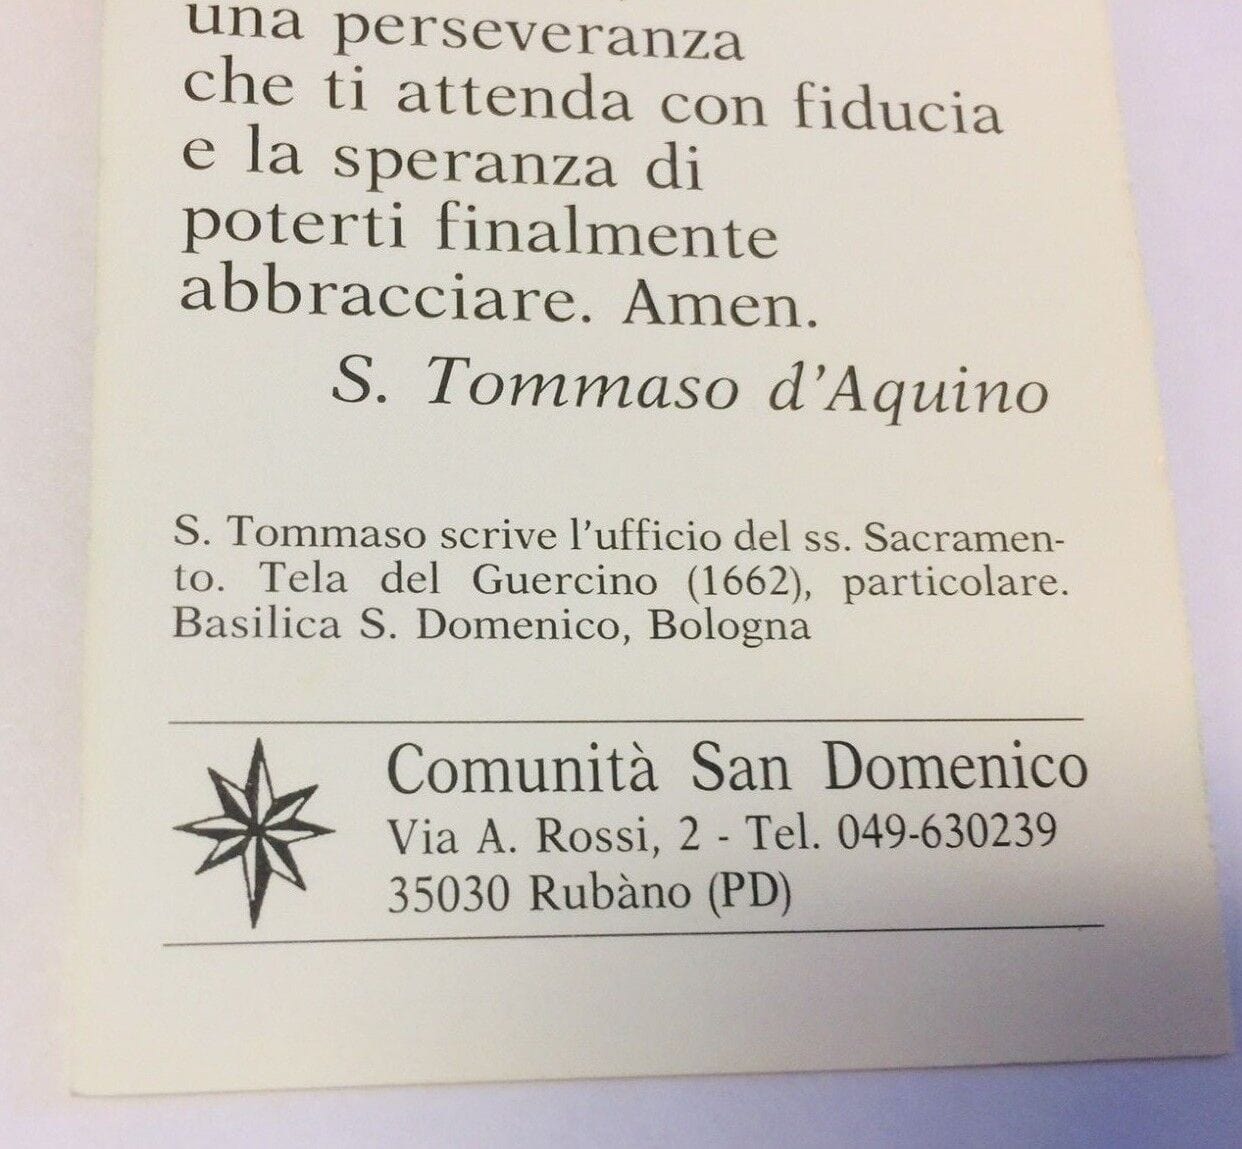 una perseveranza
che ti attenda con fiducia
e la speranza di
poterti finalmente
abbracciare. Amen.
S. Tommaso d'Aquino
S. Tommaso scrive l'ufficio del ss. Sacramen-
to. Tela del Guercino (1662), particolare.
Basilica S. Domenico, Bologna
Comunità San Domenico
Via A. Rossi, 2 - Tel. 049-630239
35030 Rubàno (PD)